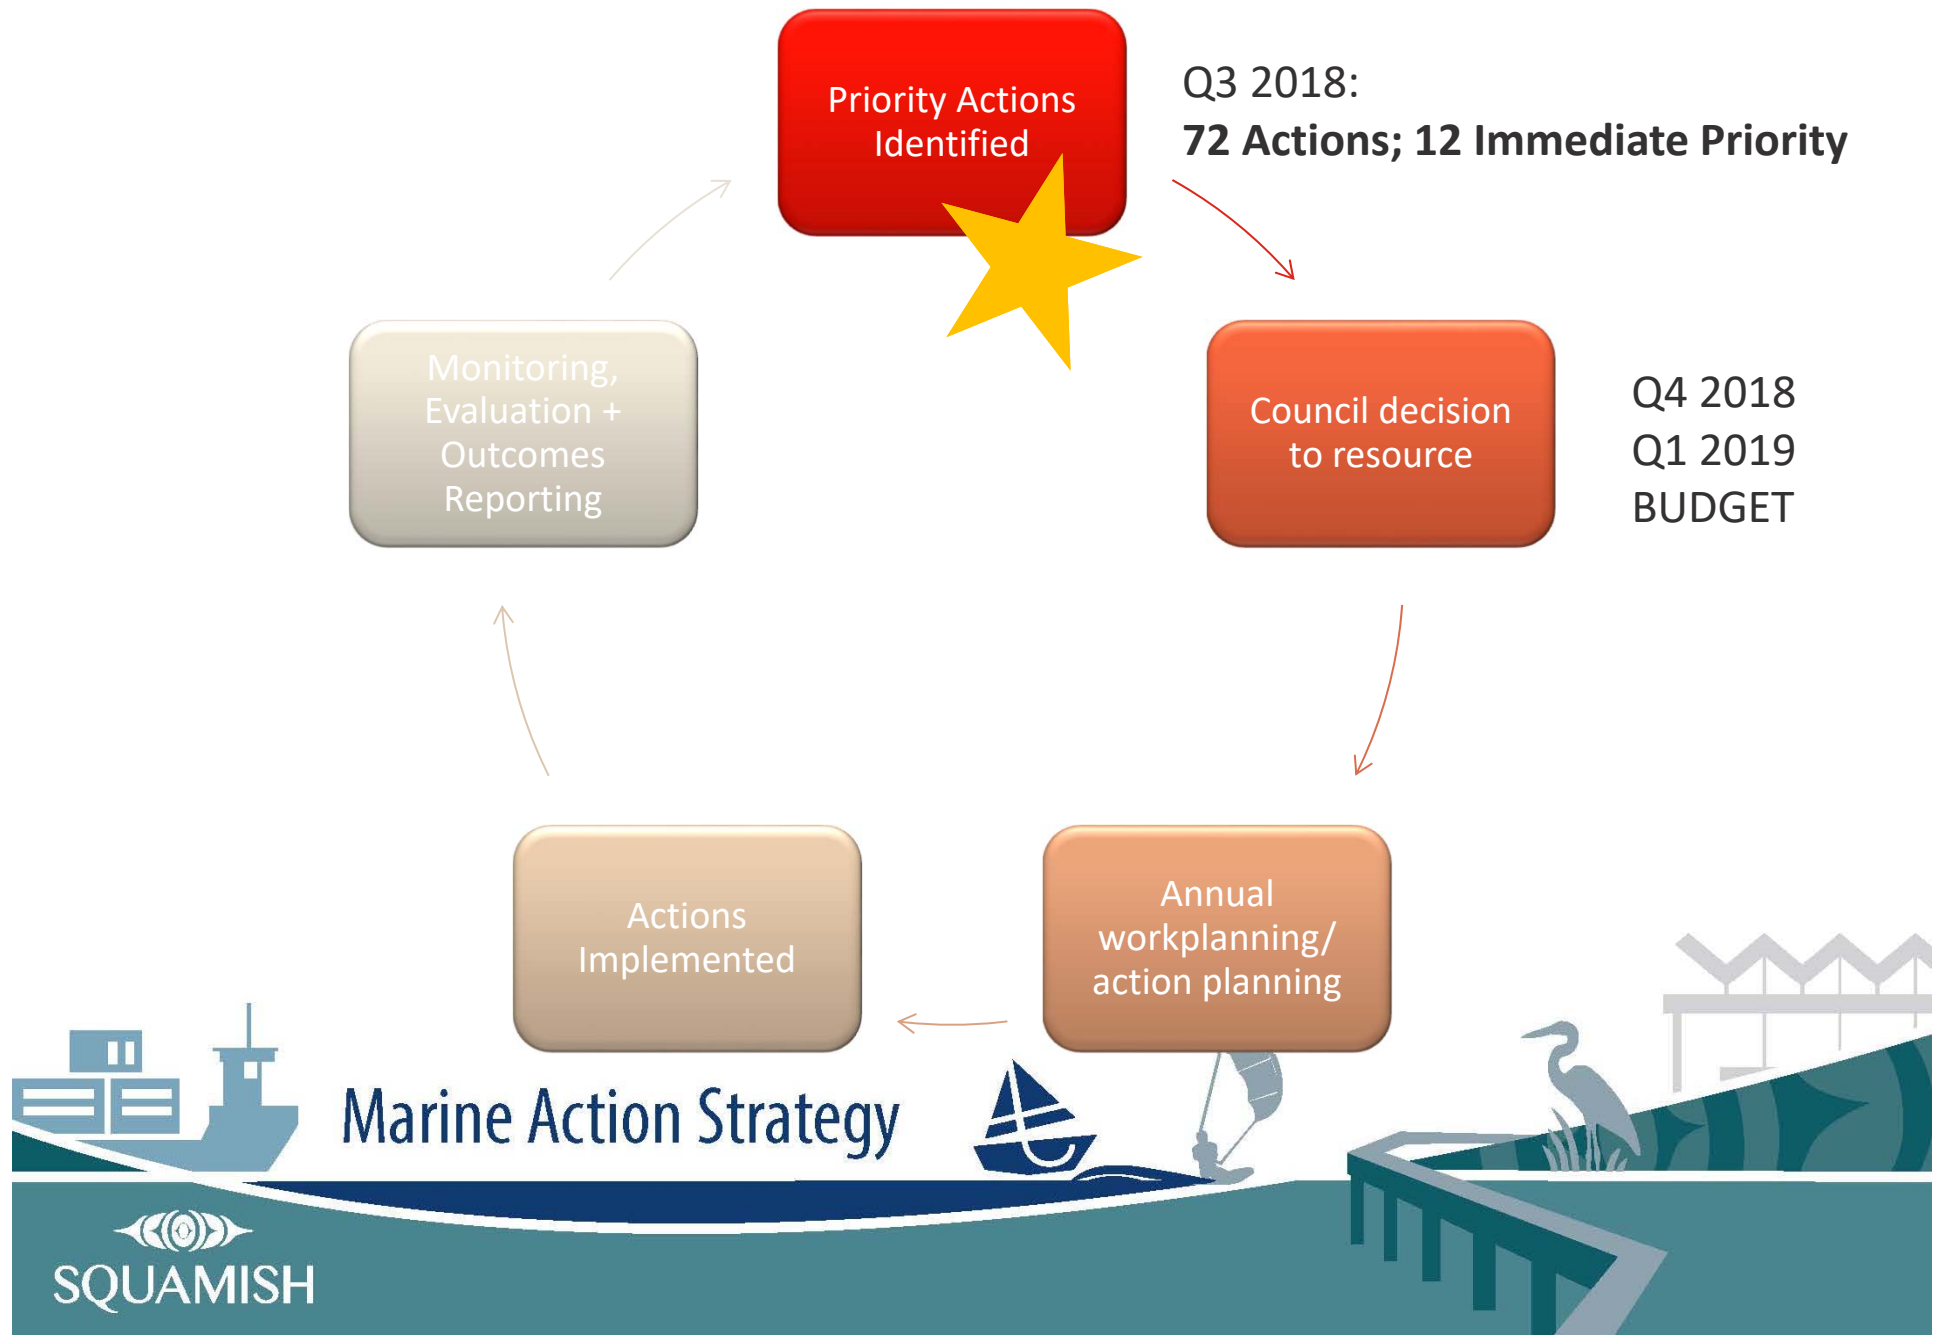 Priority Actions
Identified
Q3 2018:
72 Actions; 12 Immediate Priority
Council decision
to resource
Q4 2018
Q1 2019
BUDGET
Annual
workplanning/
action planning
Actions
Implemented
Monitoring,
Evaluation +
Outcomes
Reporting
Marine Action Strategy
SQUAMISH